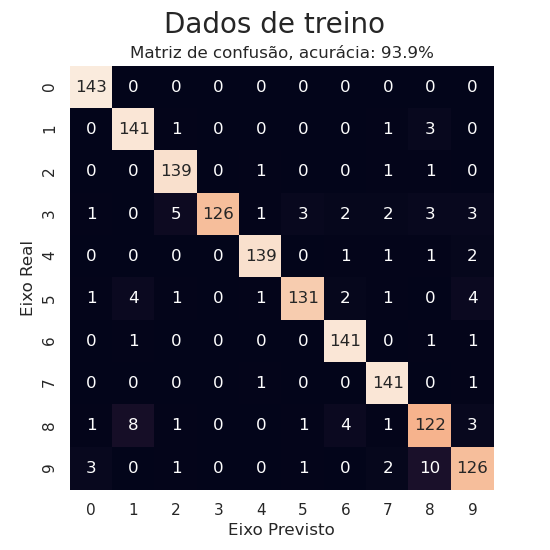 Dados de treino
Matriz de confusão, acurácia: 93.9%
0 143 0 0 0 0 0 0 0 0 0
1 0 141 1 0 0 0 0 1 3 0
2 0 0 139 0 1 0 0 1 1 0
3 1 0 5 126 1 3 2 2 3 3
4 0 0 0 0 139 0 1 1 1 2
Eixo Real
5 1 4 1 0 1 131 2 1 0 4
6 0 1 0 0 0 0 141 0 1 1
7 0 0 0 0 1 0 0 141 0 1
8 1 8 1 0 0 1 4 1 122 3
9 3 0 1 0 0 1 0 2 10 126
0 1 2 3 4 5 6 7 8 9
Eixo Previsto